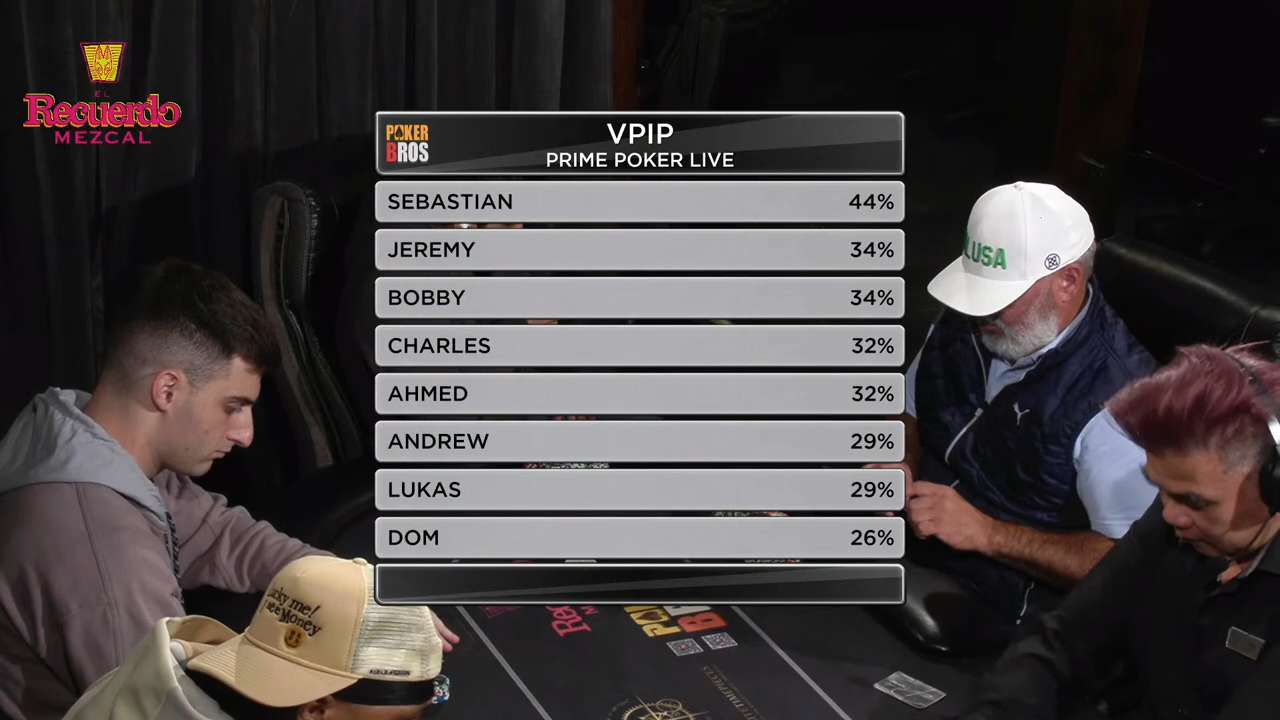 EL
Recuerdo
MEZCAL
POKER
BROS
VPIP
PRIME POKER LIVE
SEBASTIAN 44%
JEREMY 34%
BOBBY 34%
CHARLES 32%
AHMED 32%
ANDREW 29%
LUKAS 29%
DOM 26%
USA
Money